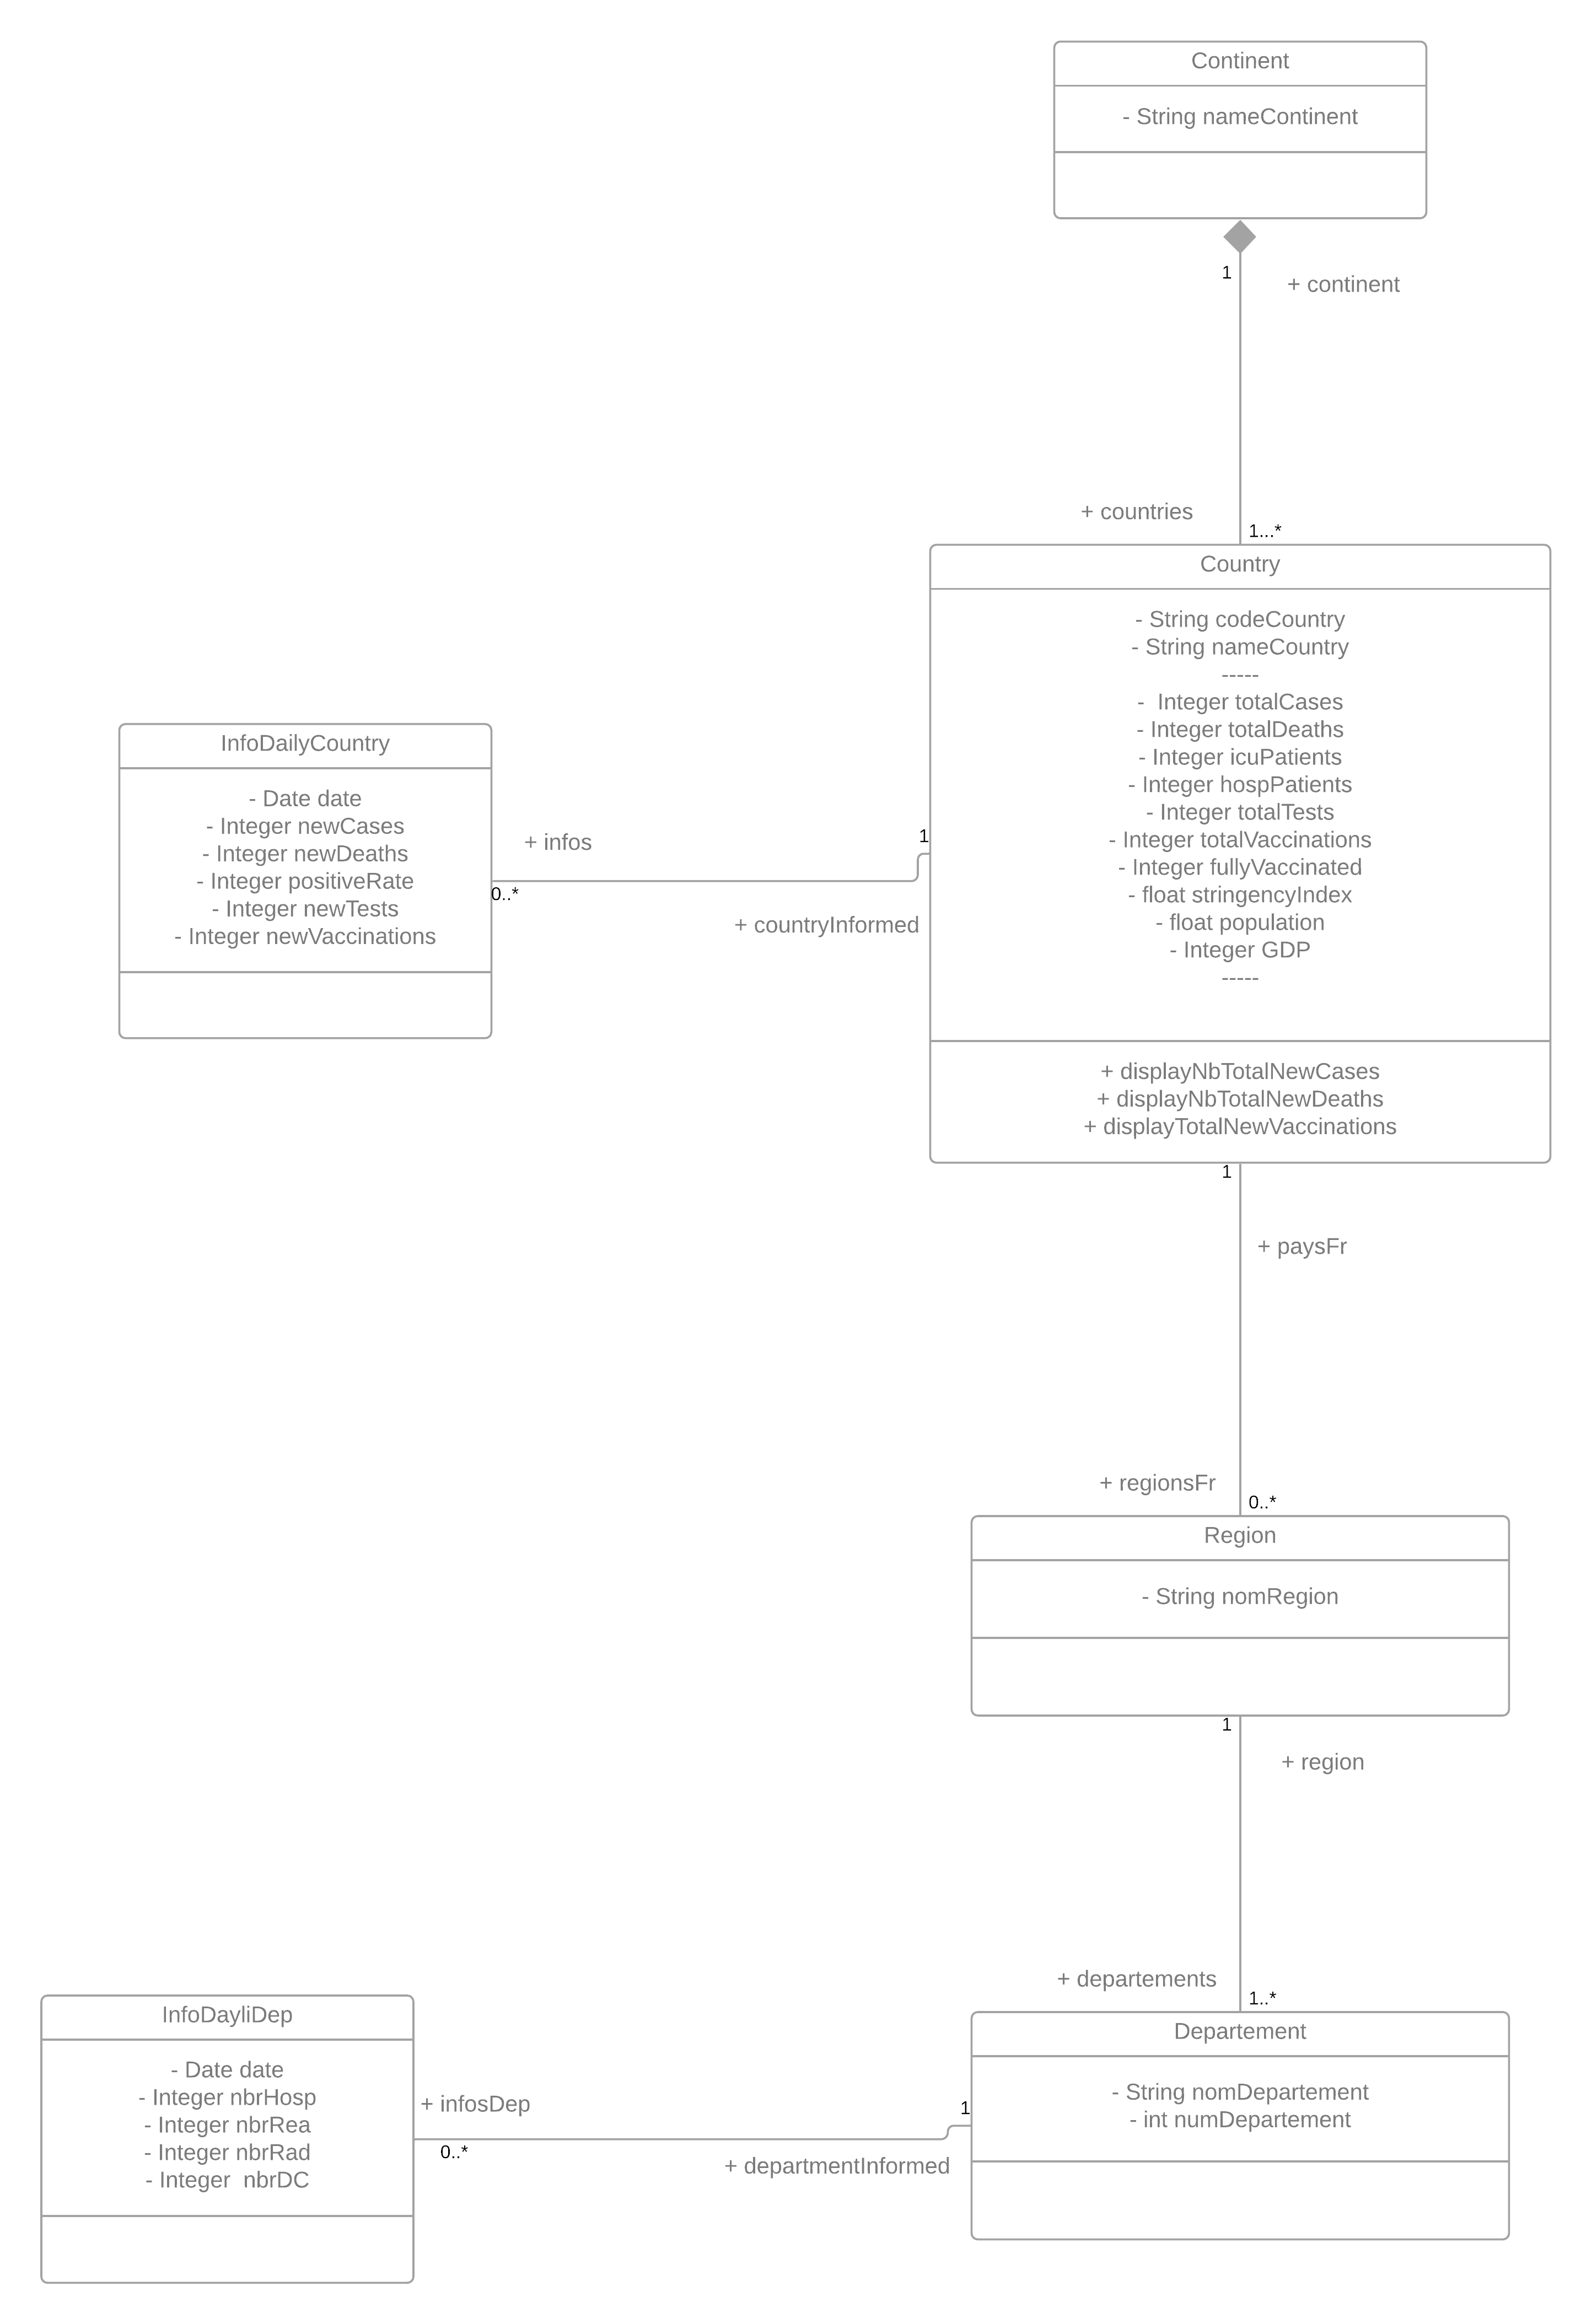 Continent
- String nameContinent
1
+ continent
+ countries
1...*
Country
- String codeCountry
- String nameCountry
-----
-  Integer totalCases
- Integer totalDeaths
- Integer icuPatients
- Integer hospPatients
- Integer totalTests
- Integer totalVaccinations
- Integer fullyVaccinated
- float stringencyIndex
- float population
- Integer GDP
-----
+ displayNbTotalNewCases
+ displayNbTotalNewDeaths
+ displayTotalNewVaccinations
InfoDailyCountry
- Date date
- Integer newCases
- Integer newDeaths
- Integer positiveRate
- Integer newTests
- Integer newVaccinations
+ infos
0..*
1
+ countryInformed
1
+ paysFr
+ regionsFr
0..*
Region
- String nomRegion
1
+ region
+ departements
1..*
Departement
- String nomDepartement
- int numDepartement
InfoDayliDep
- Date date
- Integer nbrHosp
- Integer nbrRea
- Integer nbrRad
- Integer  nbrDC
+ infosDep
0..*
1
+ departmentInformed